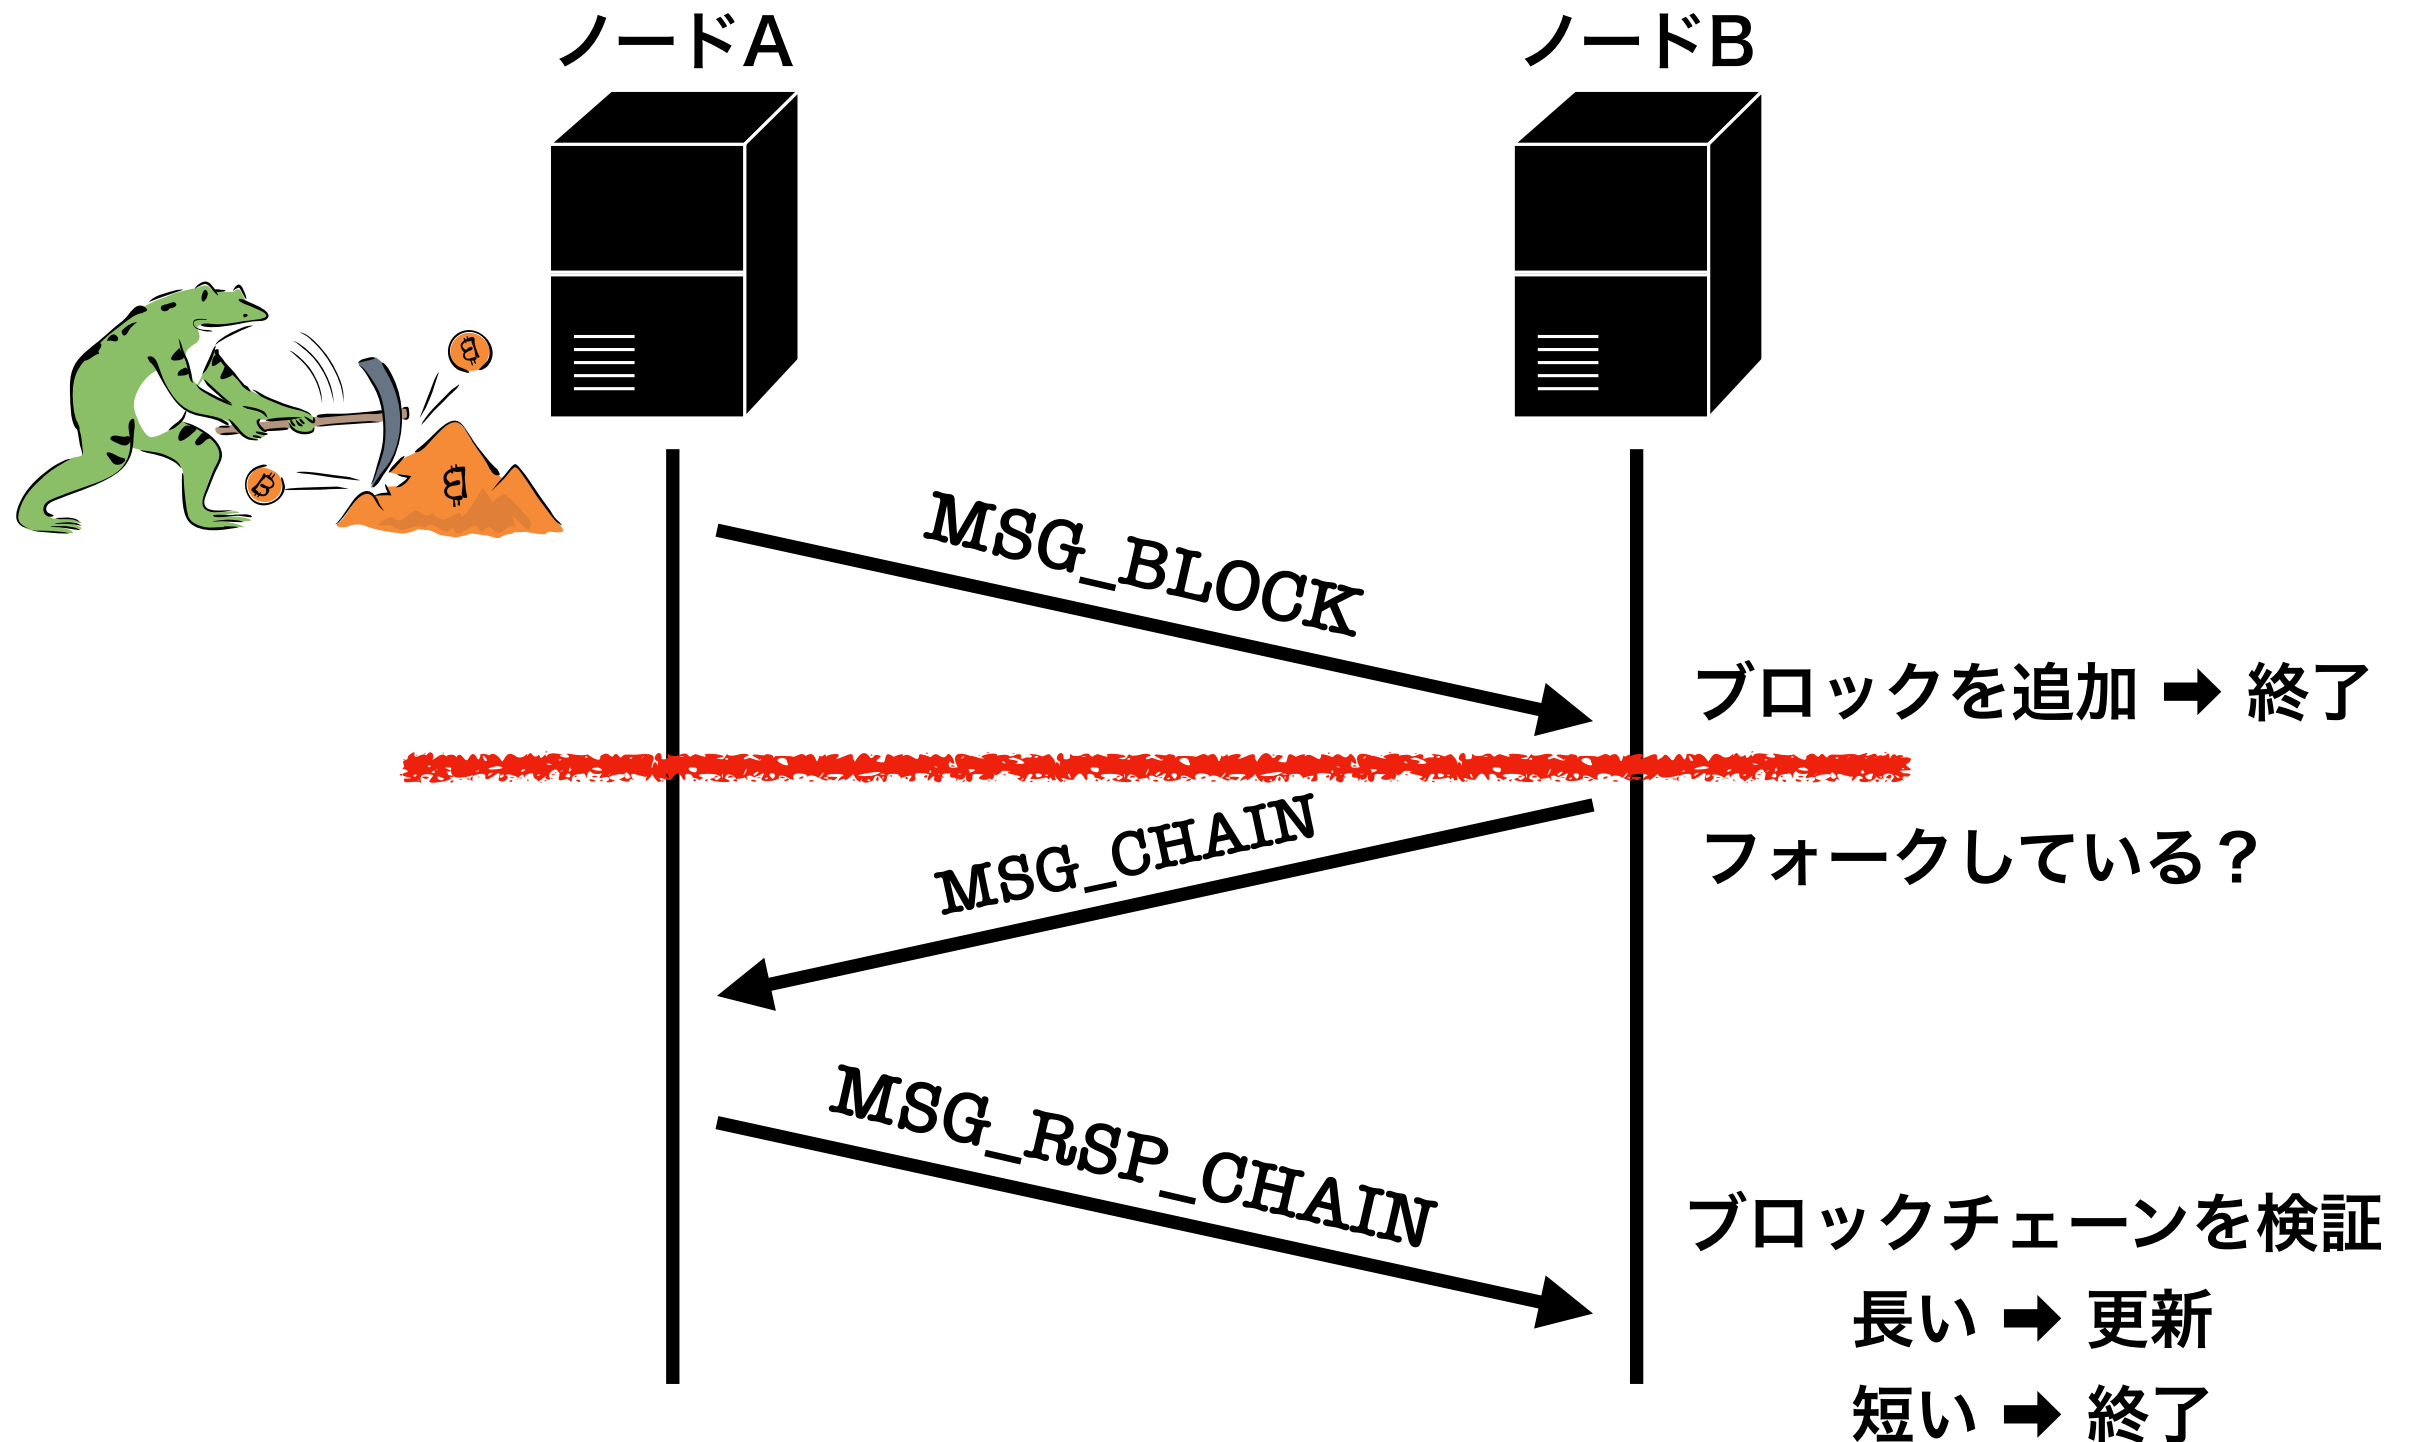 ノードA
ノードB
MSG_BLOCK
ブロックを追加 ➡ 終了
MSG_CHAIN
フォークしている？
MSG_RSP_CHAIN
ブロックチェーンを検証
長い ➡ 更新
短い ➡ 終了